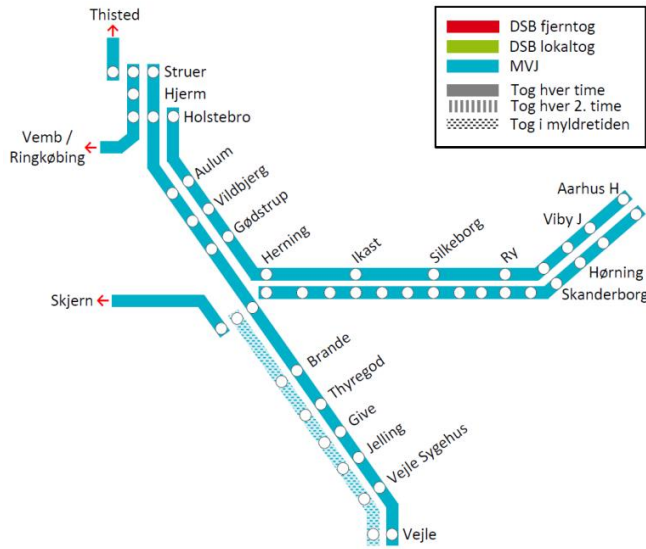 Thisted
DSB fjerntog
DSB lokaltog
MVJ
Tog hver time
Tog hver 2. time
Tog i myldretiden
Struer
Hjerm
Holstebro
Vemb /
Ringkøbing
Aulum
Vildbjerg
Gødstrup
Herning
Ikast
Silkeborg
Ry
Viby J
Aarhus H
Hørning
Skanderborg
Skjern
Brande
Thyregod
Give
Jelling
Vejle Sygehus
Vejle